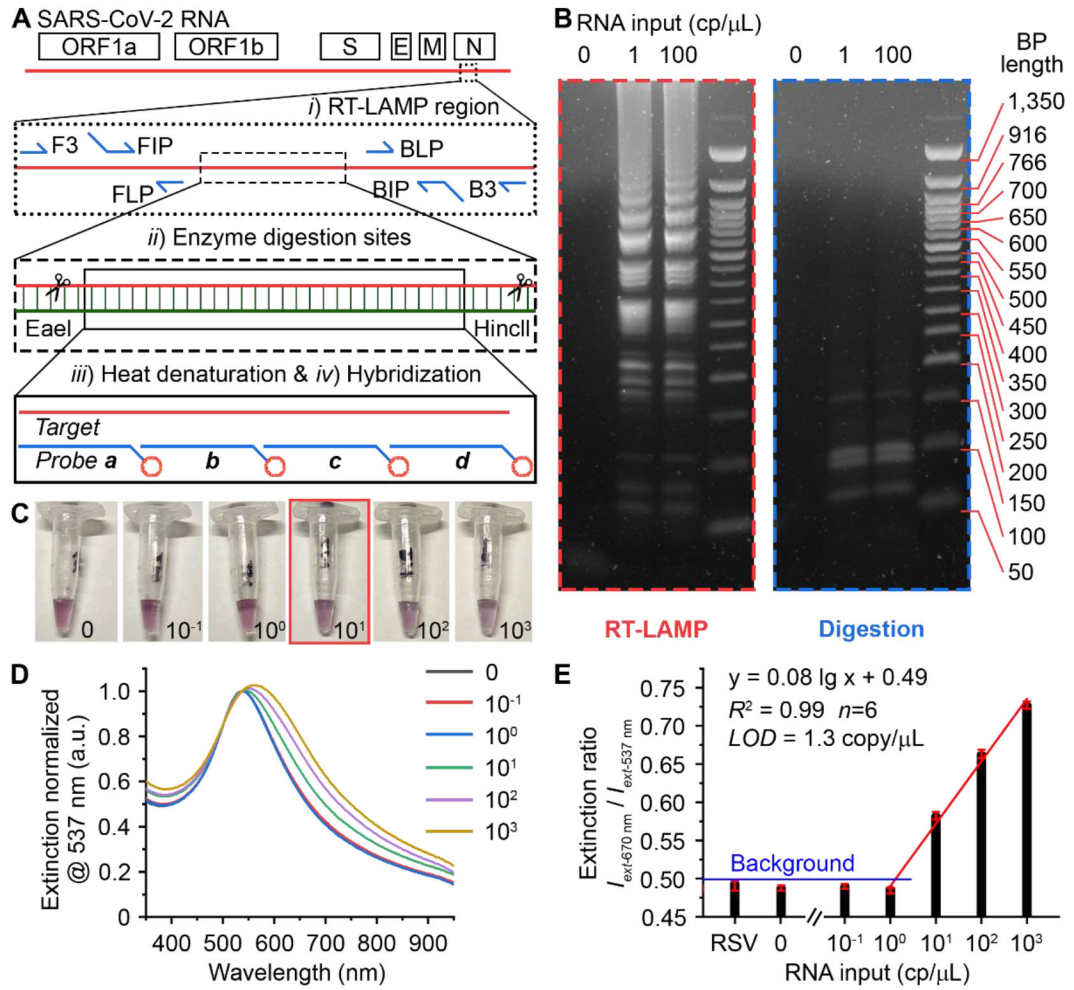 A SARS-CoV-2 RNA
ORF1a ORF1b S E M N
i) RT-LAMP region
F3 FIP BLP
FLP BIP B3
ii) Enzyme digestion sites
EaeI HincII
iii) Heat denaturation & iv) Hybridization
Target
Probe a b c d
B RNA input (cp/μL)
0 1 100 0 1 100
BP
length
1,350
916
766
700
650
600
550
500
450
400
350
300
250
200
150
100
50
RT-LAMP Digestion
C
0 10⁻¹ 10⁰ 10¹ 10² 10³
D
Extinction normalized
@ 537 nm (a.u.)
1.0
0.8
0.6
0.4
0.2
0
400 500 600 700 800 900
Wavelength (nm)
0
10⁻¹
10⁰
10¹
10²
10³
E
y = 0.08 lg x + 0.49
R² = 0.99 n=6
LOD = 1.3 copy/μL
Extinction ratio
I ext-670 nm / I ext-537 nm
0.75
0.70
0.65
0.60
0.55
0.50
0.45
Background
RSV 0 10⁻¹ 10⁰ 10¹ 10² 10³
RNA input (cp/μL)